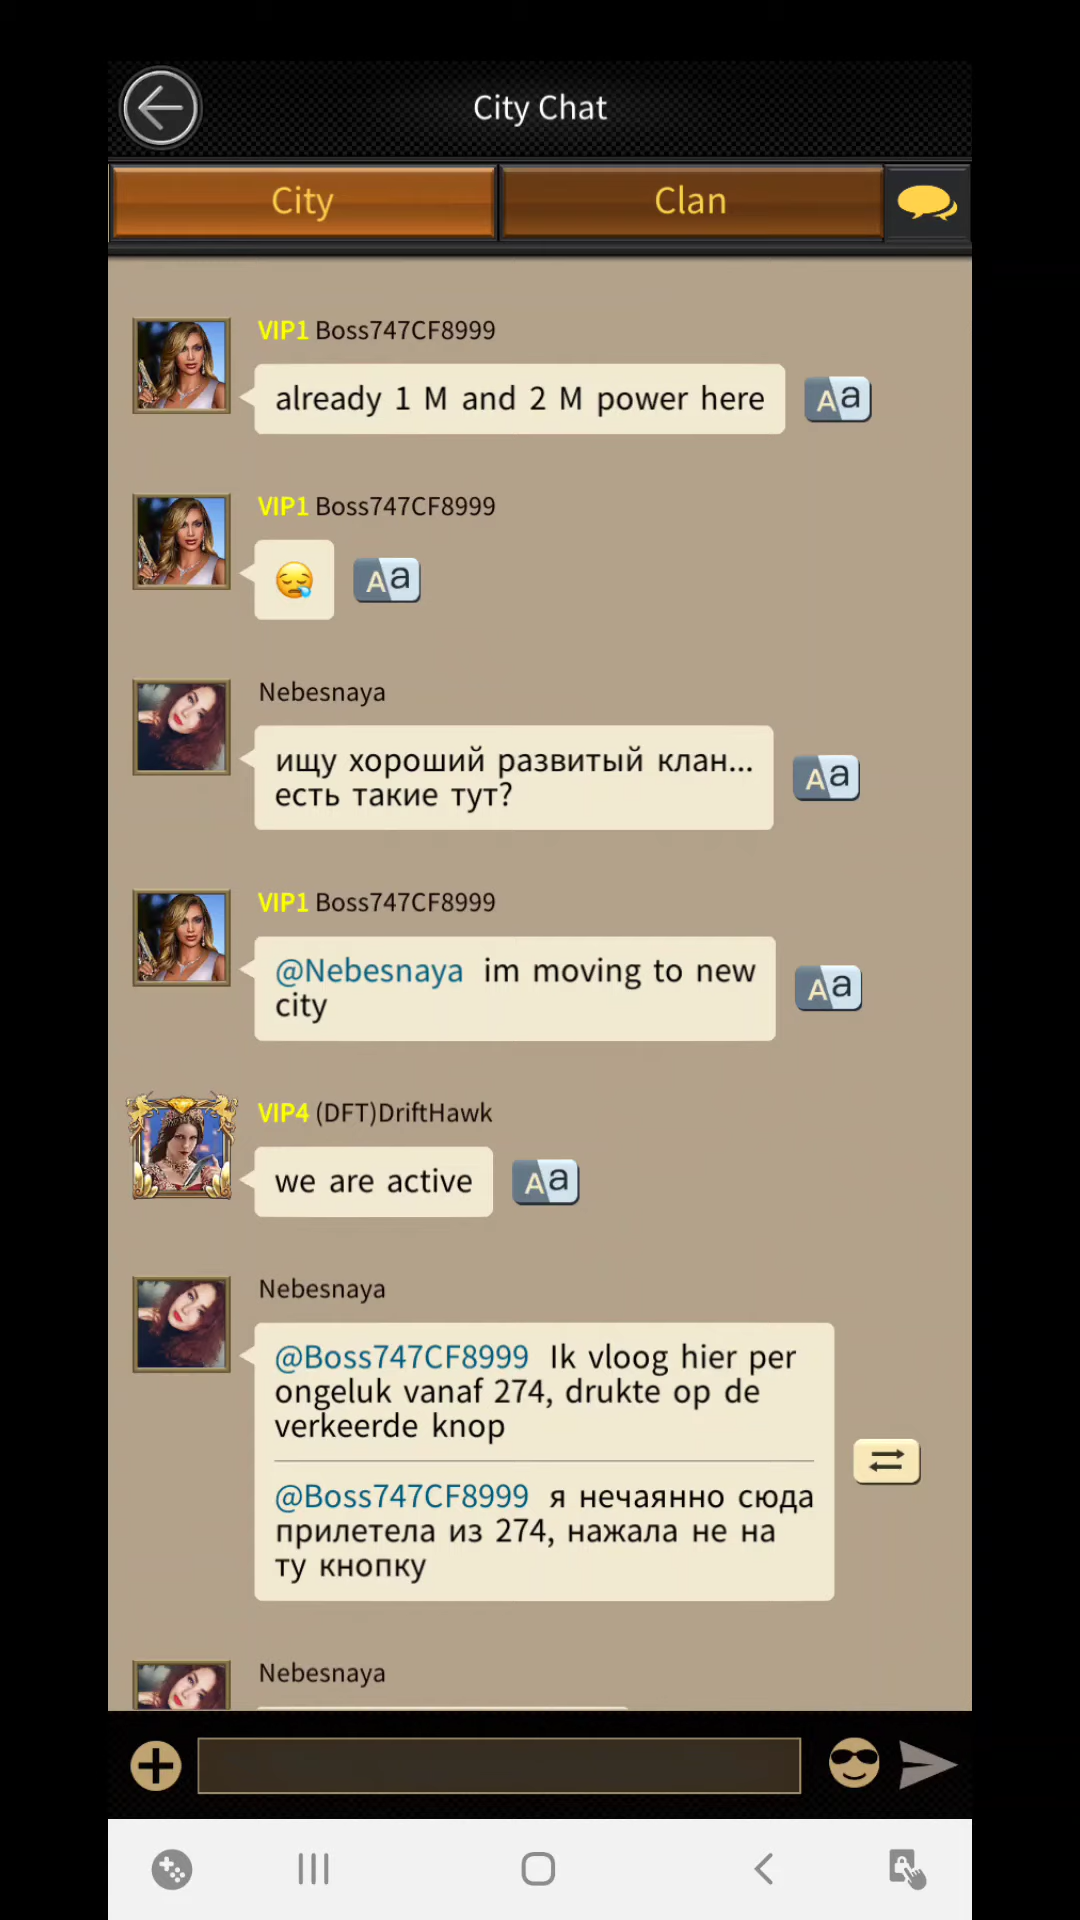 City Chat
City
Clan
VIP1 Boss747CF8999
already 1 M and 2 M power here
Aa
VIP1 Boss747CF8999
Aa
Nebesnaya
ищу хороший развитый клан...
есть такие тут?
Aa
VIP1 Boss747CF8999
@Nebesnaya im moving to new
city
Aa
VIP4 (DFT)DriftHawk
we are active
Aa
Nebesnaya
@Boss747CF8999 Ik vloog hier per
ongeluk vanaf 274, drukte op de
verkeerde knop
@Boss747CF8999 я нечаянно сюда
прилетела из 274, нажала не на
ту кнопку
Nebesnaya